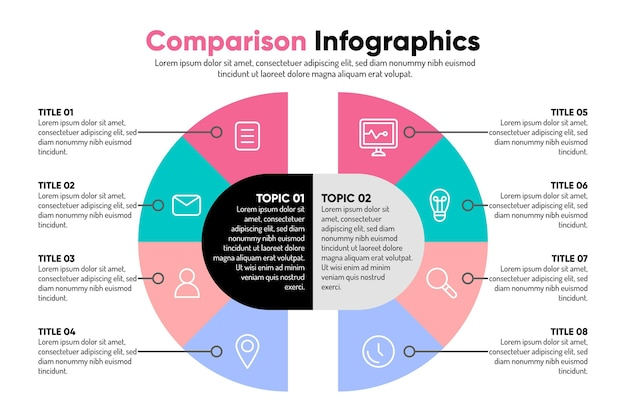 Comparison Infographics
Lorem ipsum dolor sit amet, consectetuer adipiscing elit, sed diam nonummy nibh euismod
tincidunt ut laoreet dolore magna aliquam erat volutpat.
TITLE 01
Lorem ipsum dolor sit amet,
consectetuer adipiscing elit,
sed diam nonummy nibh
tincidunt.
TITLE 02
Lorem ipsum dolor sit amet,
consectetuer adipiscing elit,
sed diam nonummy nibh euismod
tincidunt.
TITLE 03
Lorem ipsum dolor sit amet,
consectetuer adipiscing elit,
sed diam nonummy nibh euismod
tincidunt.
TITLE 04
Lorem ipsum dolor sit amet,
consectetuer adipiscing elit,
sed diam nonummy nibh euismod
tincidunt.
TOPIC 01
Lorem ipsum dolor sit
amet, consectetuer
adipiscing elit, sed diam
nonummy nibh euismod
tincidunt ut laoreet dolore
magna aliquam erat volutpat.
Ut wisi enim ad minim
veniam, quis nostrud
exerci.
TOPIC 02
Lorem ipsum dolor sit
amet, consectetuer
adipiscing elit, sed diam
nonummy nibh euismod
tincidunt ut laoreet dolore
magna aliquam erat volutpat.
Ut wisi enim ad minim
veniam, quis nostrud
exerci.
TITLE 05
Lorem ipsum dolor sit amet,
consectetuer adipiscing elit,
sed diam nonummy nibh euismod
tincidunt.
TITLE 06
Lorem ipsum dolor sit amet,
consectetuer adipiscing elit,
sed diam nonummy nibh euismod
tincidunt.
TITLE 07
Lorem ipsum dolor sit amet,
consectetuer adipiscing elit,
sed diam nonummy nibh euismod
tincidunt.
TITLE 08
Lorem ipsum dolor sit amet,
consectetuer adipiscing elit,
sed diam nonummy nibh euismod
tincidunt.